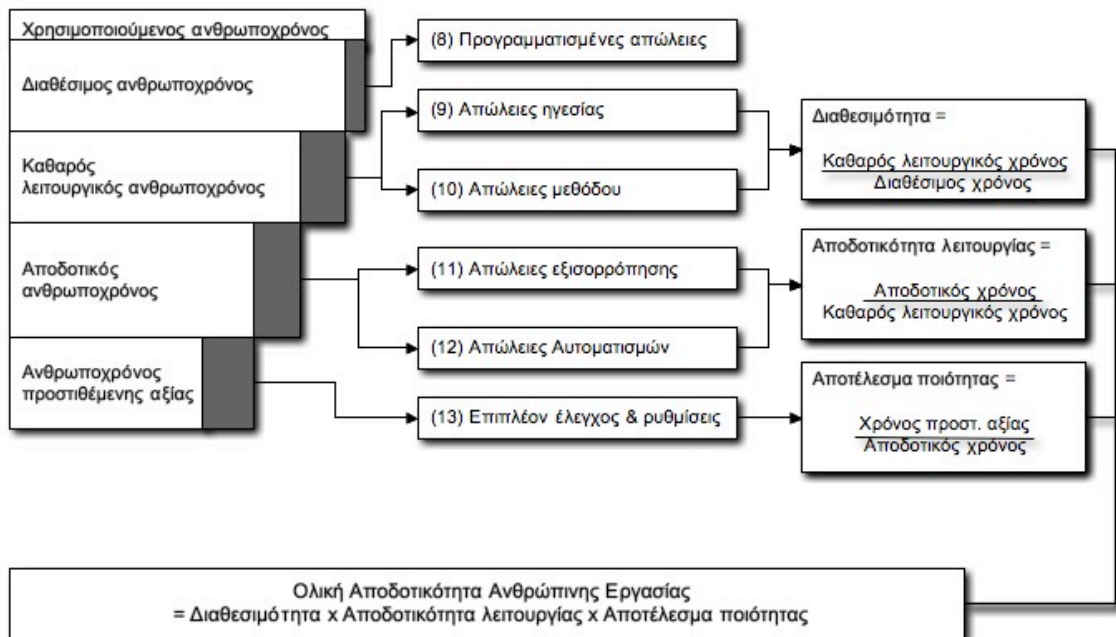 Χρησιμοποιούμενος ανθρωποχρόνος
Διαθέσιμος ανθρωποχρόνος
Καθαρός
λειτουργικός ανθρωποχρόνος
Αποδοτικός
ανθρωποχρόνος
Ανθρωποχρόνος
προστιθέμενης αξίας
(8) Προγραμματισμένες απώλειες
(9) Απώλειες ηγεσίας
(10) Απώλειες μεθόδου
(11) Απώλειες εξισορρόπησης
(12) Απώλειες Αυτοματισμών
(13) Επιπλέον έλεγχος & ρυθμίσεις
Διαθεσιμότητα =
Καθαρός λειτουργικός χρόνος
Διαθέσιμος χρόνος
Αποδοτικότητα λειτουργίας =
Αποδοτικός χρόνος
Καθαρός λειτουργικός χρόνος
Αποτέλεσμα ποιότητας =
Χρόνος προστ. αξίας
Αποδοτικός χρόνος
Ολική Αποδοτικότητα Ανθρώπινης Εργασίας
= Διαθεσιμότητα x Αποδοτικότητα λειτουργίας x Αποτέλεσμα ποιότητας